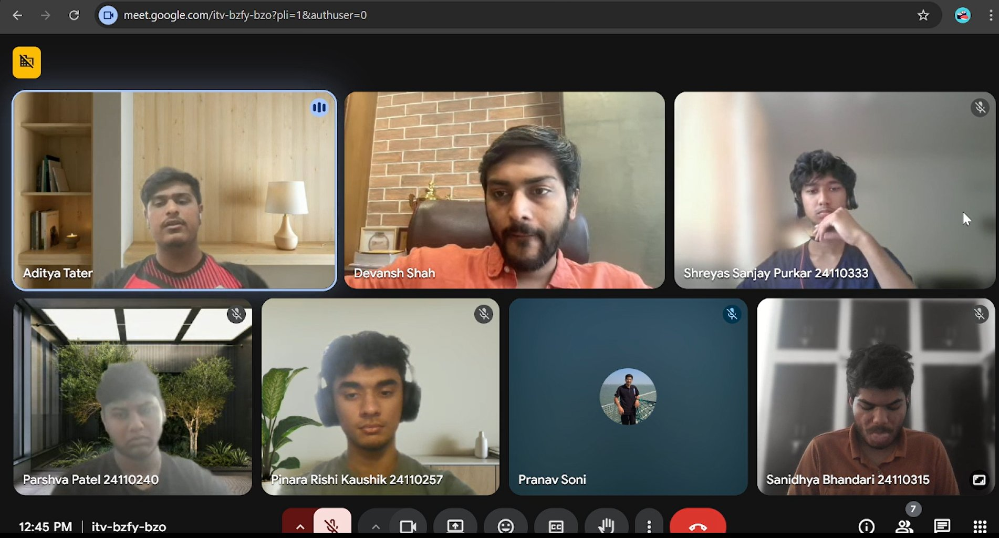 meet.google.com/itv-bzfy-bzo?pli=1&authuser=0
Aditya Tater
Devansh Shah
Shreyas Sanjay Purkar 24110333
Parshva Patel 24110240
Pinara Rishi Kaushik 24110257
Pranav Soni
Sanidhya Bhandari 24110315
12:45 PM | itv-bzfy-bzo
CC
7